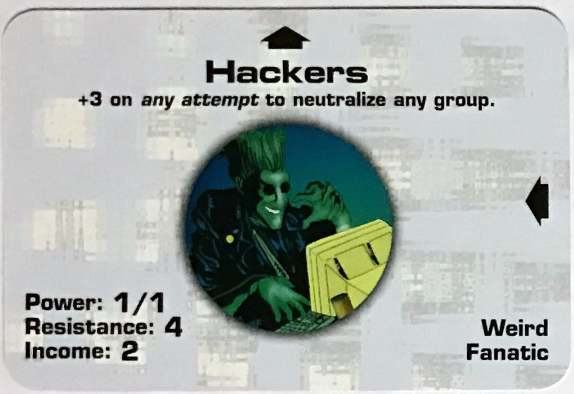 Hackers
+3 on any attempt to neutralize any group.
Power: 1/1
Resistance: 4
Income: 2
Weird
Fanatic